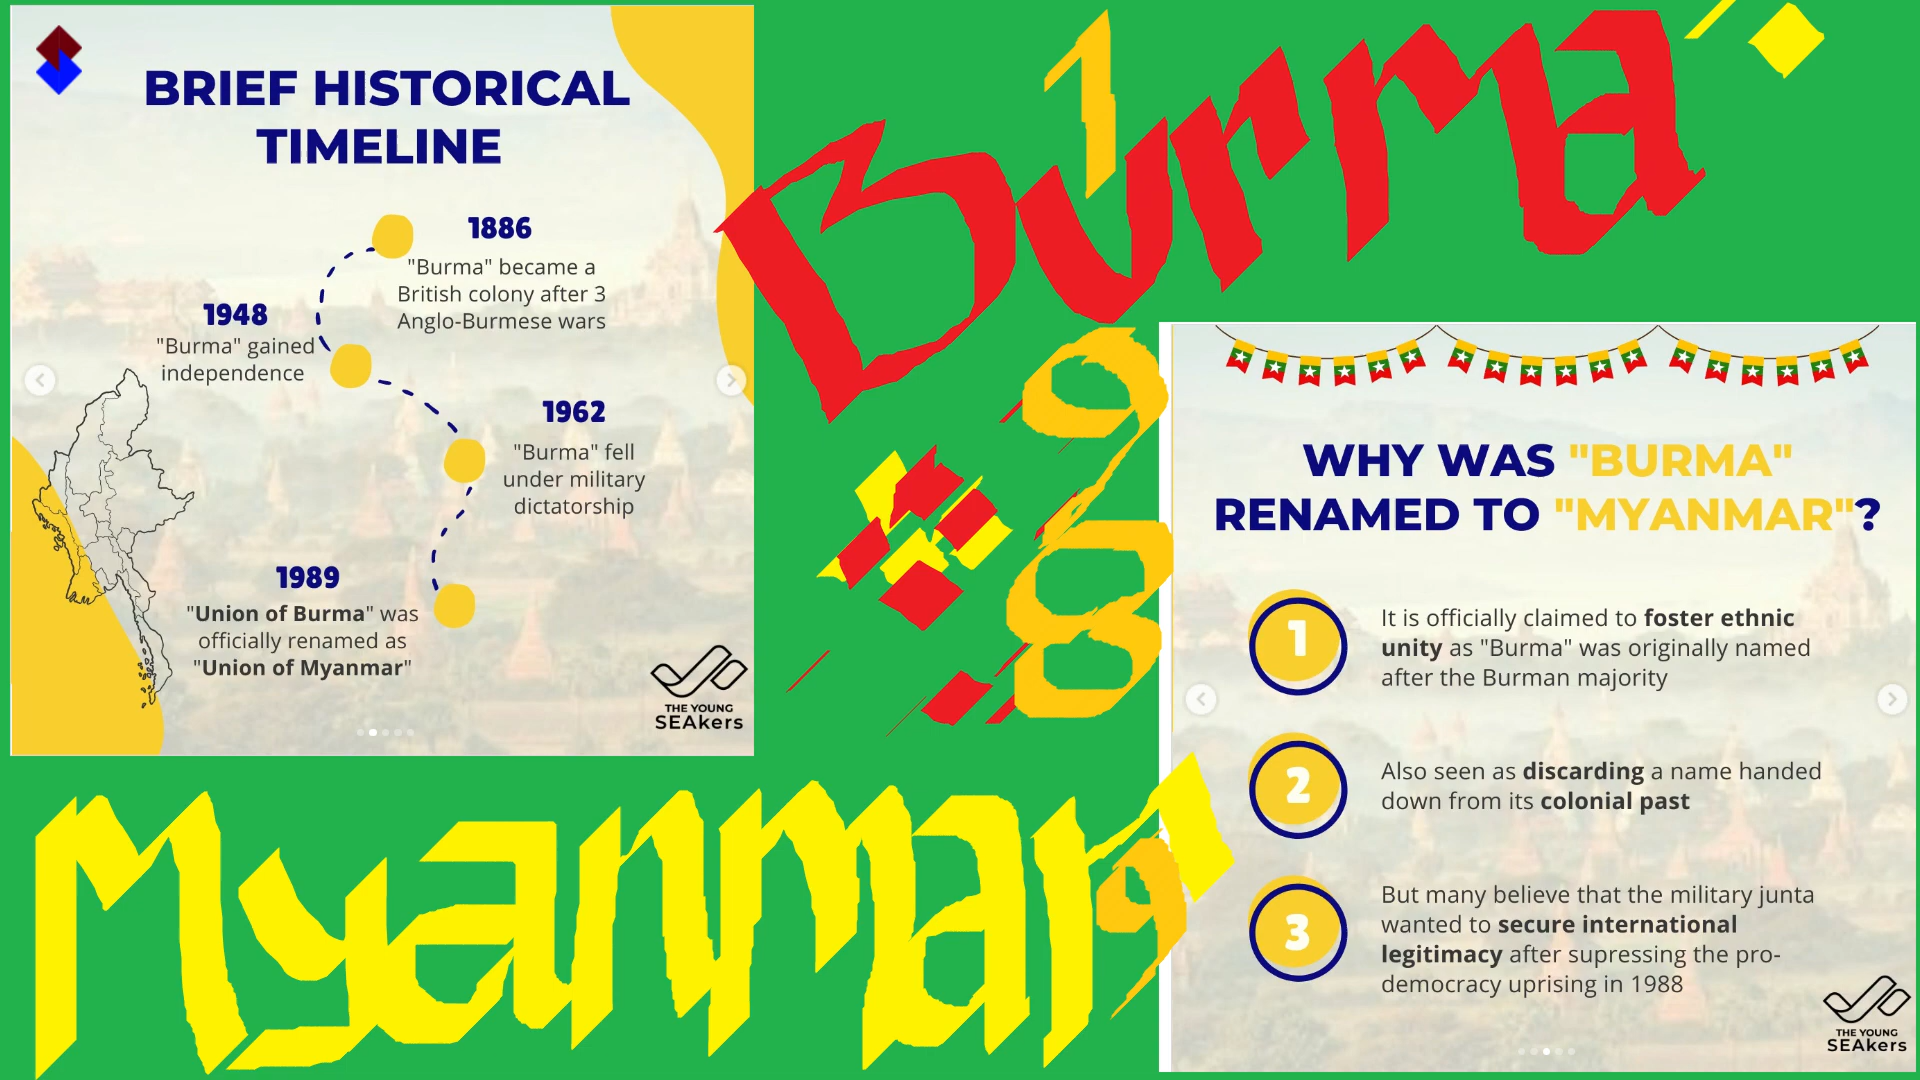 BRIEF HISTORICAL
TIMELINE
1886
"Burma" became a
British colony after 3
Anglo-Burmese wars
1948
"Burma" gained
independence
1962
"Burma" fell
under military
dictatorship
1989
"Union of Burma" was
officially renamed as
"Union of Myanmar"
THE YOUNG
SEAkers
Burma
1
9
8
9
Myanmar
WHY WAS "BURMA"
RENAMED TO "MYANMAR"?
1
It is officially claimed to foster ethnic
unity as "Burma" was originally named
after the Burman majority
2
Also seen as discarding a name handed
down from its colonial past
3
But many believe that the military junta
wanted to secure international
legitimacy after supressing the pro-
democracy uprising in 1988
THE YOUNG
SEAkers